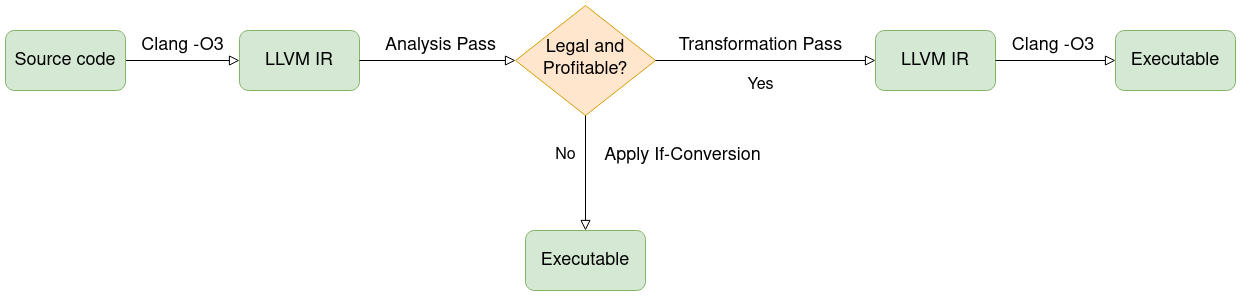 Source code
Clang -O3
LLVM IR
Analysis Pass
Legal and
Profitable?
Transformation Pass
Yes
LLVM IR
Clang -O3
Executable
No
Apply If-Conversion
Executable